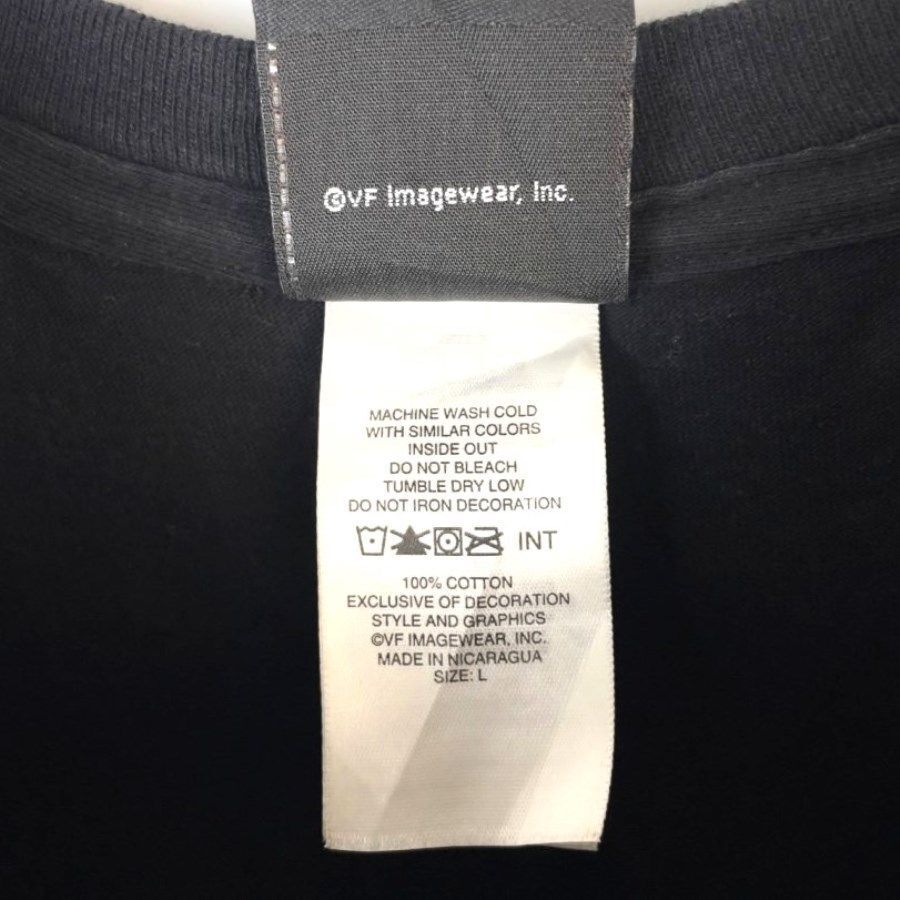 ©VF Imagewear, Inc.
MACHINE WASH COLD
WITH SIMILAR COLORS
INSIDE OUT
DO NOT BLEACH
TUMBLE DRY LOW
DO NOT IRON DECORATION
INT
100% COTTON
EXCLUSIVE OF DECORATION
STYLE AND GRAPHICS
©VF IMAGEWEAR, INC.
MADE IN NICARAGUA
SIZE: L